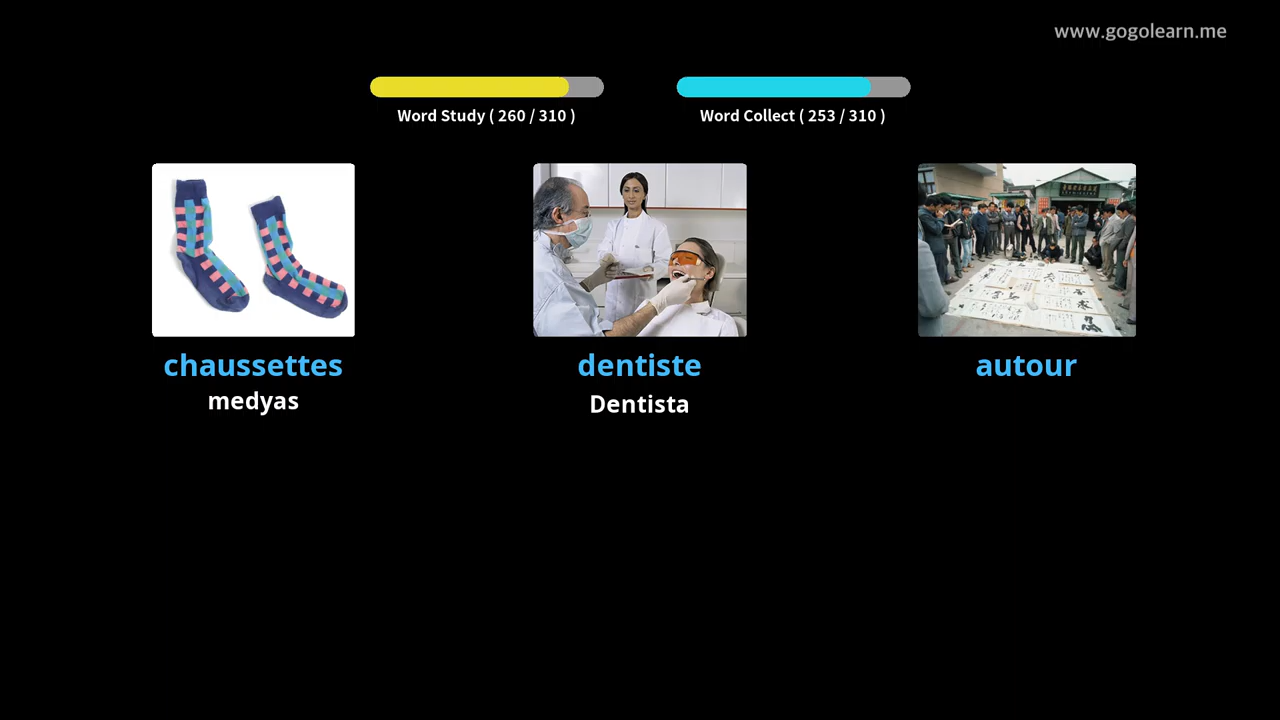 www.gogolearn.me
Word Study ( 260 / 310 )
Word Collect ( 253 / 310 )
chaussettes
medyas
dentiste
Dentista
autour